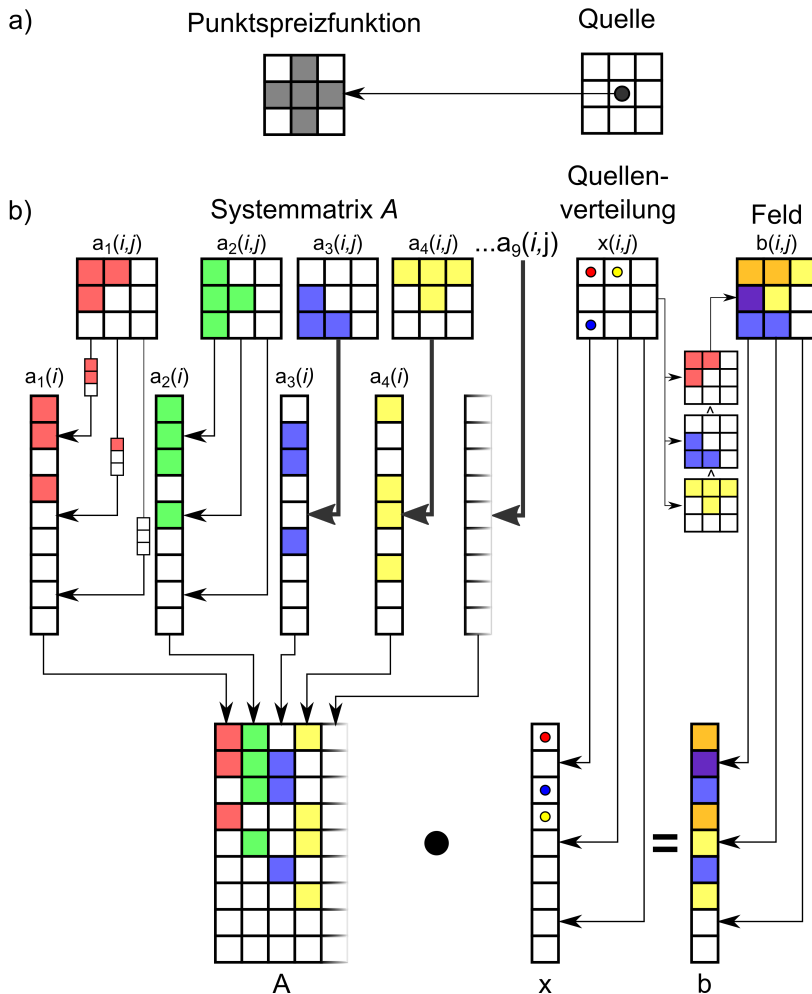 a)
Punktspreizfunktion
Quelle
b)
Systemmatrix A
Quellen-
verteilung
Feld
a1(i,j)
a2(i,j)
a3(i,j)
a4(i,j)
...a9(i,j)
x(i,j)
b(i,j)
a1(i)
a2(i)
a3(i)
a4(i)
=
A
x
b